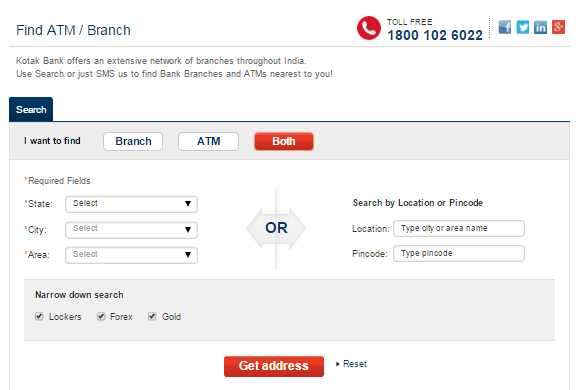 Find ATM / Branch
TOLL FREE
1800 102 6022
Kotak Bank offers an extensive network of branches throughout India.
Use Search or just SMS us to find Bank Branches and ATMs nearest to you!
Search
I want to find
Branch
ATM
Both
*Required Fields
*State: Select
*City: Select
*Area: Select
OR
Search by Location or Pincode
Location: Type city or area name
Pincode: Type pincode
Narrow down search
Lockers
Forex
Gold
Get address
Reset